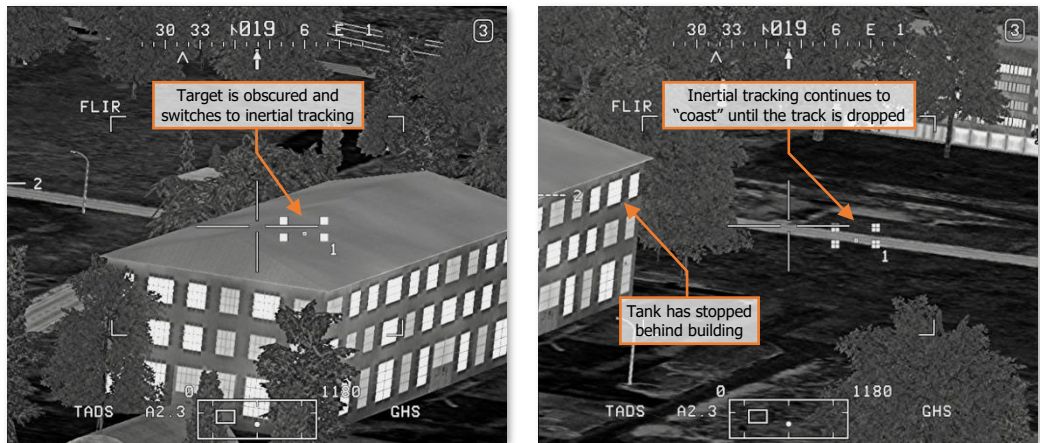 30 33 019 6 E 1
3
Target is obscured and
switches to inertial tracking
FLIR
2
1
0 1180
TADS A2.3 GHS
30 33 019 6 E 1
3
Inertial tracking continues to
“coast” until the track is dropped
FLIR
2
1
Tank has stopped
behind building
0 1180
TADS A2.3 GHS